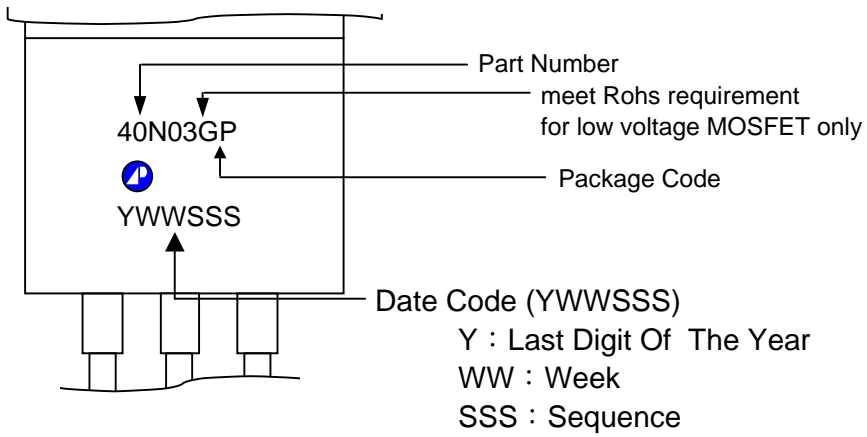 Part Number
meet Rohs requirement
for low voltage MOSFET only
40N03GP
Package Code
YWWSSS
Date Code (YWWSSS)
Y：Last Digit Of The Year
WW：Week
SSS：Sequence